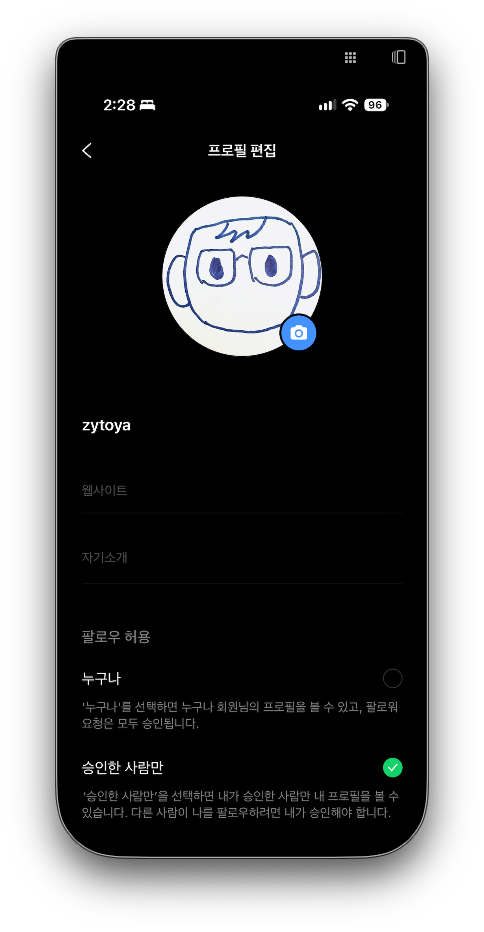 2:28
96
프로필 편집
zytoya
웹사이트
자기소개
팔로우 허용
누구나
'누구나'를 선택하면 누구나 회원님의 프로필을 볼 수 있고, 팔로워
요청은 모두 승인됩니다.
승인한 사람만
'승인한 사람만'을 선택하면 내가 승인한 사람만 내 프로필을 볼 수
있습니다. 다른 사람이 나를 팔로우하려면 내가 승인해야 합니다.